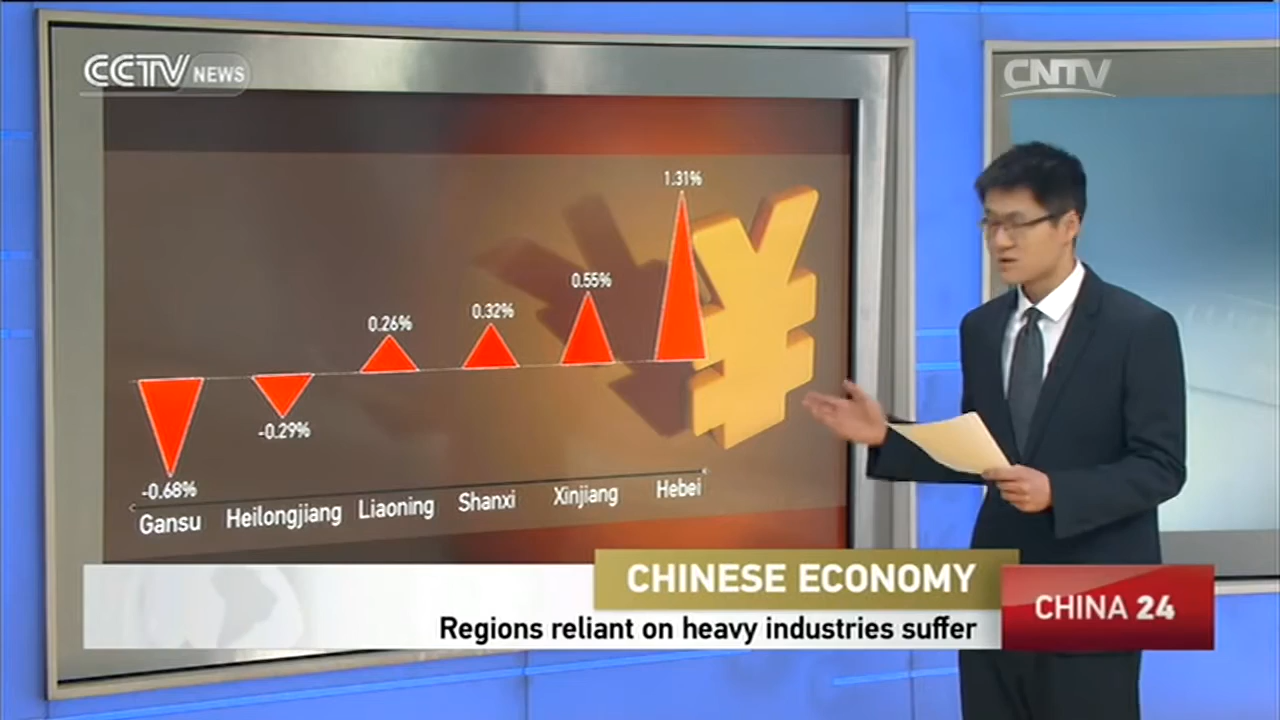 CCTV NEWS
CNTV
1.31%
0.55%
0.32%
0.26%
-0.29%
-0.68%
Gansu Heilongjiang Liaoning Shanxi Xinjiang Hebei
CHINESE ECONOMY
Regions reliant on heavy industries suffer
CHINA 24